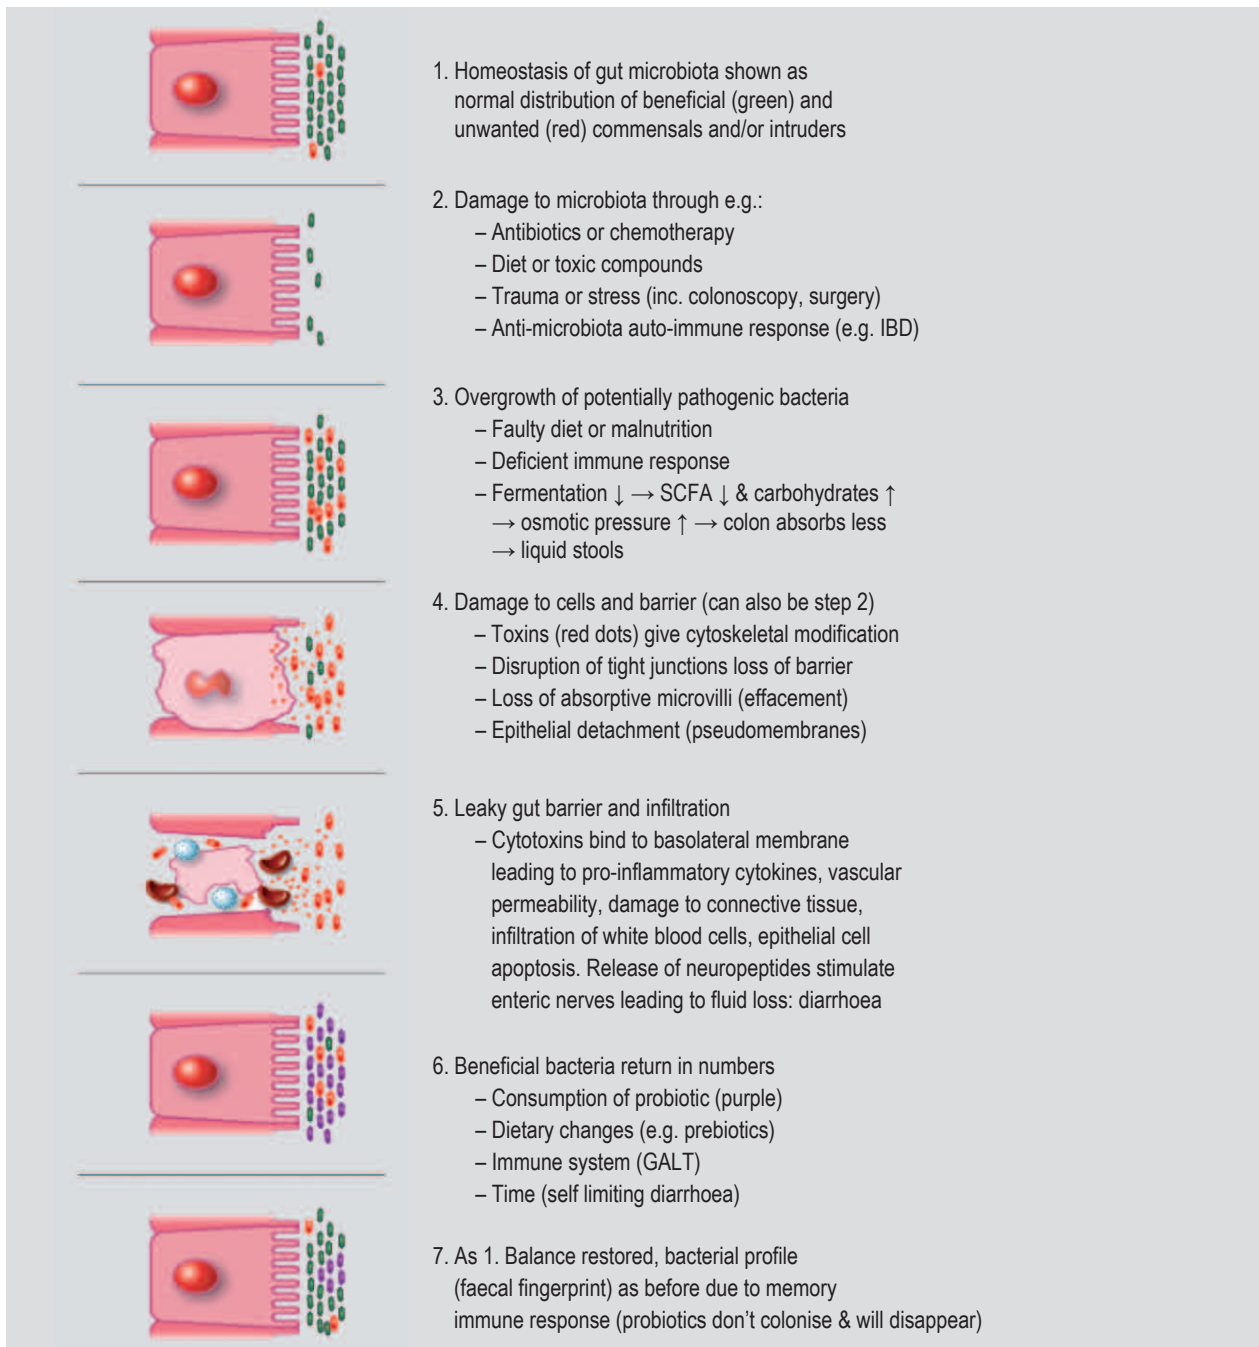 1. Homeostasis of gut microbiota shown as
normal distribution of beneficial (green) and
unwanted (red) commensals and/or intruders
2. Damage to microbiota through e.g.:
– Antibiotics or chemotherapy
– Diet or toxic compounds
– Trauma or stress (inc. colonoscopy, surgery)
– Anti-microbiota auto-immune response (e.g. IBD)
3. Overgrowth of potentially pathogenic bacteria
– Faulty diet or malnutrition
– Deficient immune response
– Fermentation ↓ → SCFA ↓ & carbohydrates ↑
→ osmotic pressure ↑ → colon absorbs less
→ liquid stools
4. Damage to cells and barrier (can also be step 2)
– Toxins (red dots) give cytoskeletal modification
– Disruption of tight junctions loss of barrier
– Loss of absorptive microvilli (effacement)
– Epithelial detachment (pseudomembranes)
5. Leaky gut barrier and infiltration
– Cytotoxins bind to basolateral membrane
leading to pro-inflammatory cytokines, vascular
permeability, damage to connective tissue,
infiltration of white blood cells, epithelial cell
apoptosis. Release of neuropeptides stimulate
enteric nerves leading to fluid loss: diarrhoea
6. Beneficial bacteria return in numbers
– Consumption of probiotic (purple)
– Dietary changes (e.g. prebiotics)
– Immune system (GALT)
– Time (self limiting diarrhoea)
7. As 1. Balance restored, bacterial profile
(faecal fingerprint) as before due to memory
immune response (probiotics don’t colonise & will disappear)